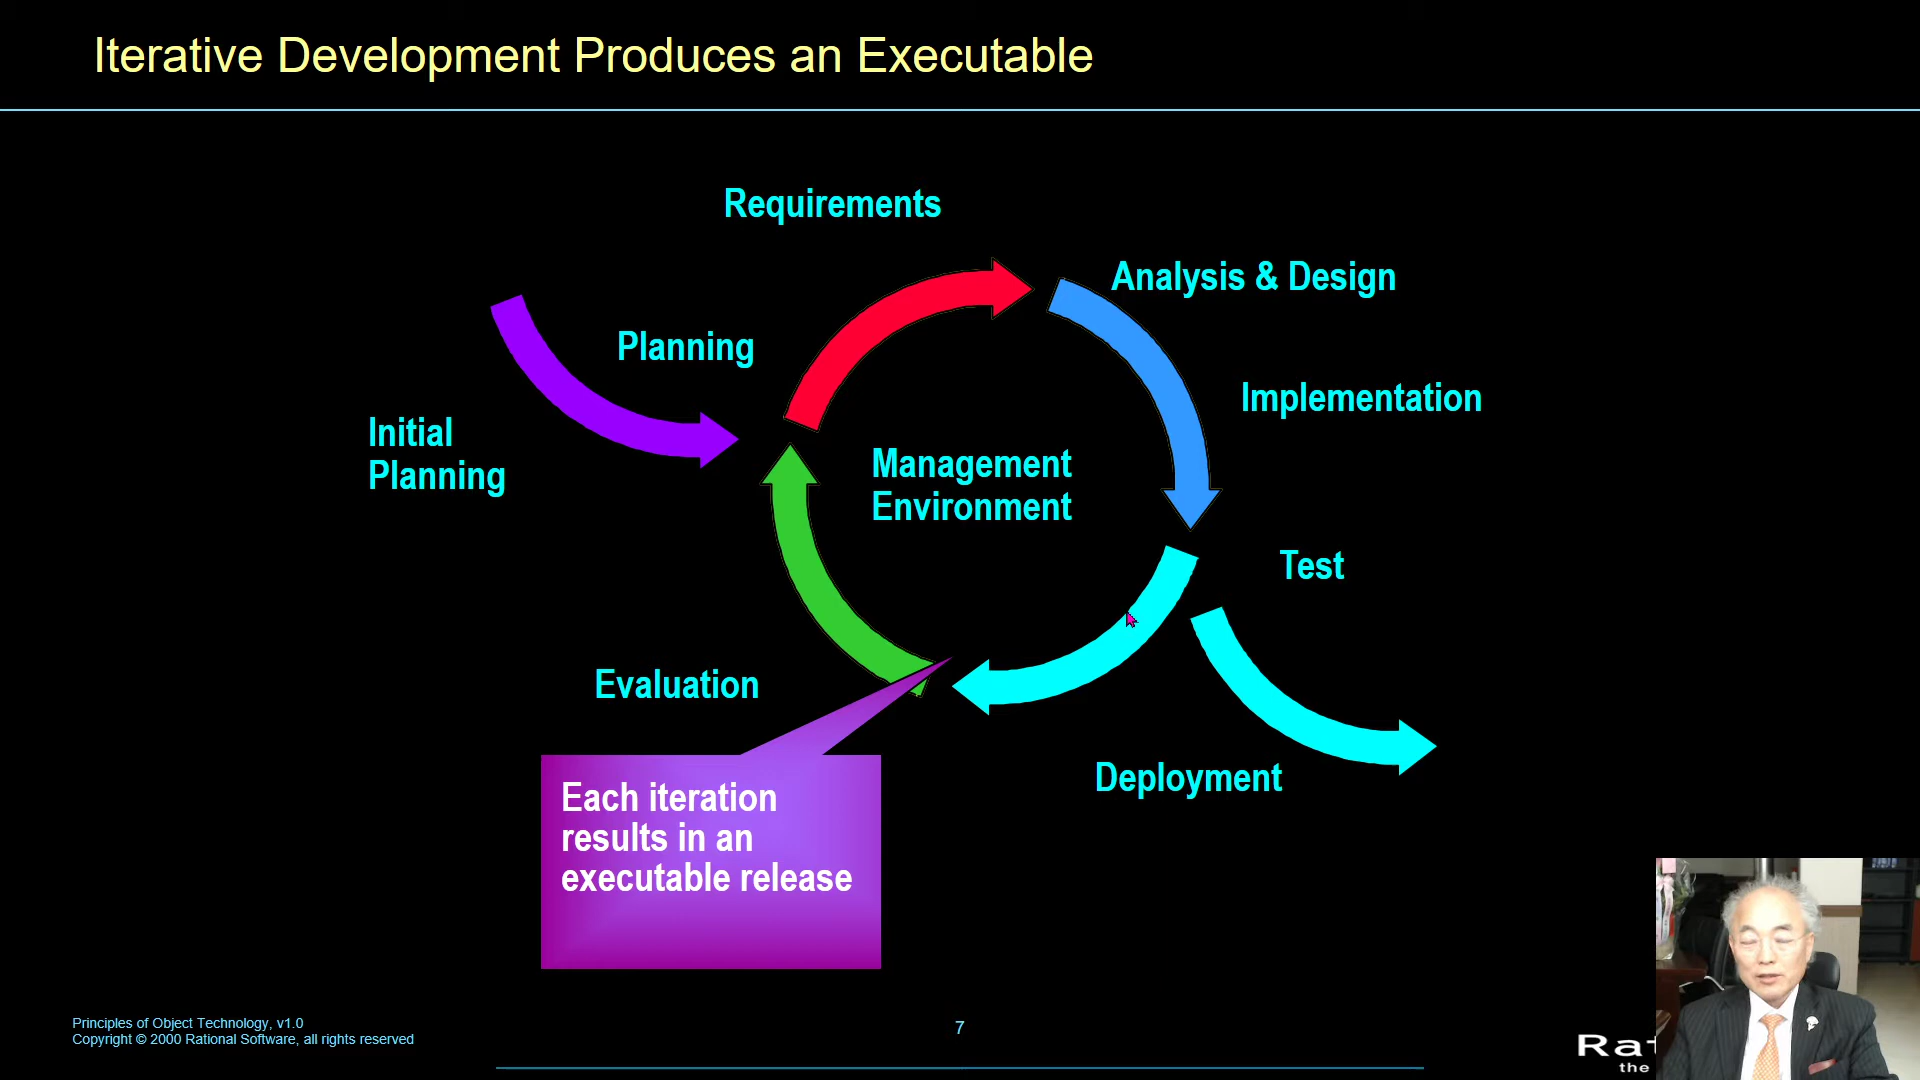 Iterative Development Produces an Executable
Requirements
Analysis & Design
Planning
Implementation
Initial
Planning
Management
Environment
Test
Evaluation
Deployment
Each iteration
results in an
executable release
Principles of Object Technology, v1.0
Copyright © 2000 Rational Software, all rights reserved
7
the